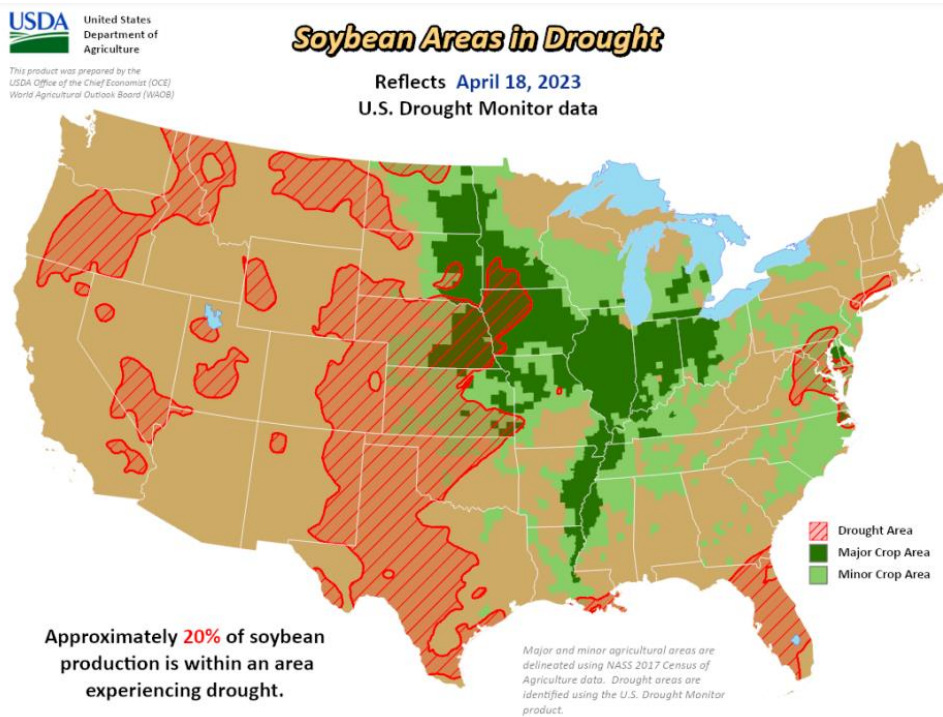 USDA
United States
Department of
Agriculture
This product was prepared by the
USDA Office of the Chief Economist (OCE)
World Agricultural Outlook Board (WAOB)
Soybean Areas in Drought
Reflects April 18, 2023
U.S. Drought Monitor data
Drought Area
Major Crop Area
Minor Crop Area
Approximately 20% of soybean
production is within an area
experiencing drought.
Major and minor agricultural areas are
delineated using NASS 2017 Census of
Agriculture data. Drought areas are
identified using the U.S. Drought Monitor
product.